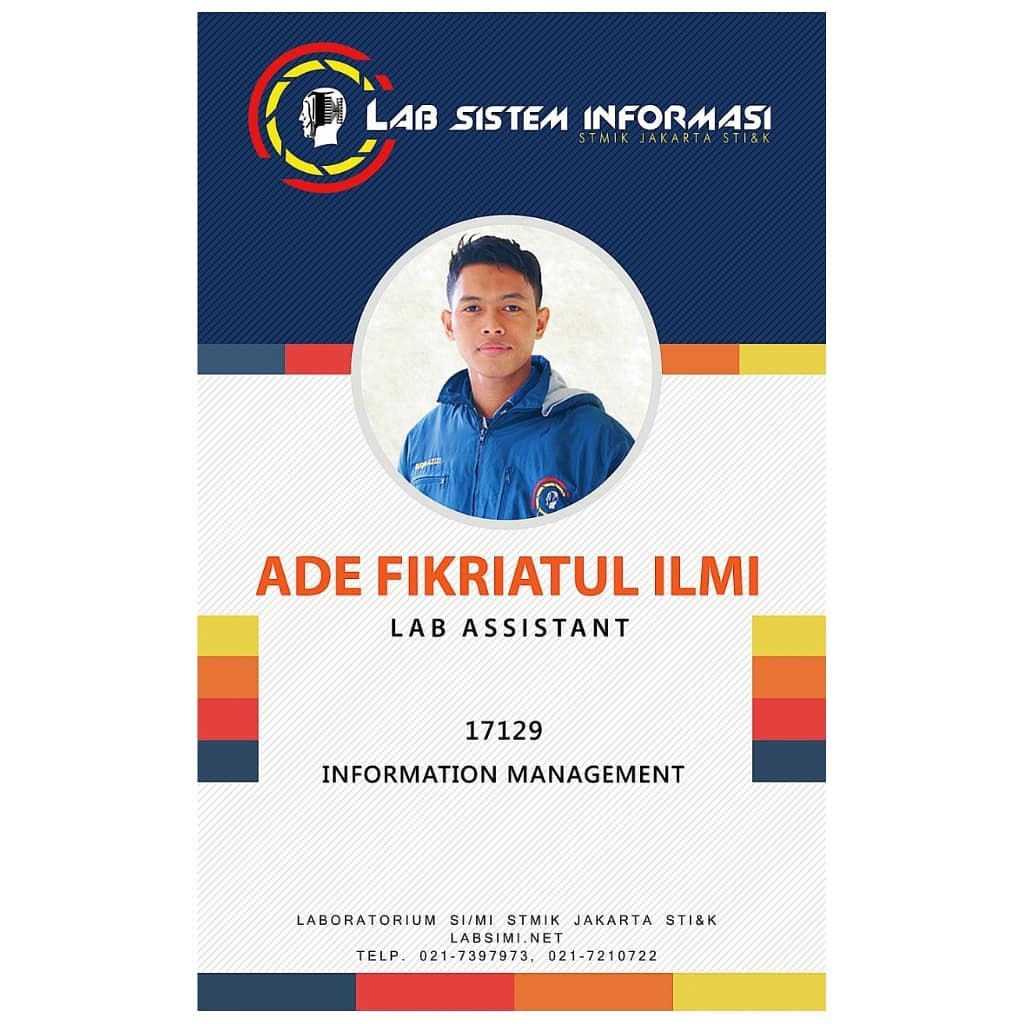 LAB SISTEM INFORMASI
STMIK JAKARTA STI&K
ADE FIKRIATUL ILMI
LAB ASSISTANT
17129
INFORMATION MANAGEMENT
LABORATORIUM SI/MI STMIK JAKARTA STI&K
LABSIMI.NET
TELP. 021-7397973, 021-7210722